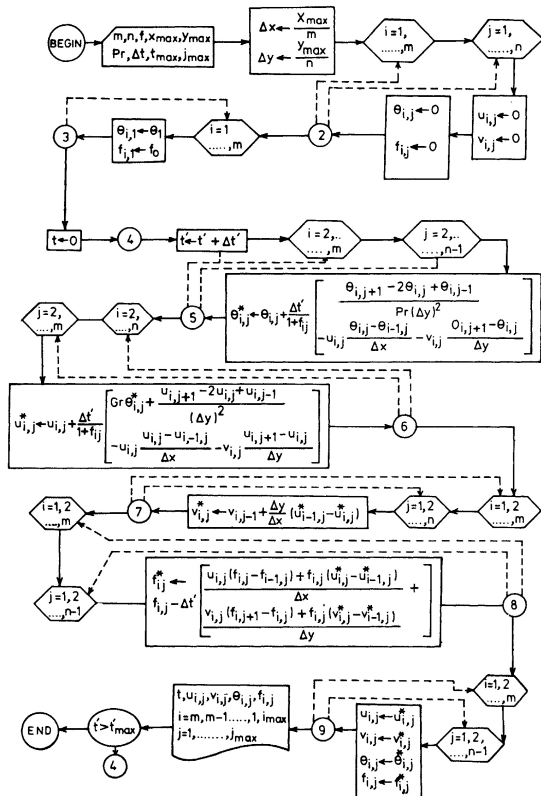 BEGIN
m,n,f,xmax,ymax
Pr,Δt,tmax,jmax
Δx ← xmax/m
Δy ← ymax/n
i=1,
.....,m
j=1,
.....,n
ui,j ← 0
vi,j ← 0
θi,j ← 0
fi,j ← 0
2
i=1
.....,m
θi,1 ← θ1
fi,1 ← f0
3
t ← 0
4
t' ← t' + Δt'
i=2,..
.....,m
j=2,..
.....,n-1
θ*i,j ← θi,j + Δt'/1+fij [ θi,j+1 -2θi,j + θi,j-1 / Pr(Δy)²
-ui,j θi,j-θi-1,j / Δx - vi,j 0i,j+1-θi,j / Δy ]
5
i=2,
.....,n
j=2,
.....,m
u*i,j ← ui,j + Δt'/1+fij [ Grθ*i,j + ui,j+1 -2ui,j + ui,j-1 / (Δy)²
-ui,j ui,j-ui-1,j / Δx - vi,j ui,j+1-ui,j / Δy ]
6
i=1,2
.....,m
j=1,2
.....,n
v*i,j ← vi,j-1 + Δy/Δx (u*i-1,j - u*i,j)
7
i=1,2
.....,m
j=1,2
.....,n-1
f*ij ←
fi,j - Δt' [ ui,j (fi,j - fi-1,j) + fi,j (u*i,j - u*i-1,j) / Δx +
vi,j (fi,j+1 - fi,j) + fi,j (v*i,j - v*i-1,j) / Δy ]
8
i=1,2
.....,m
j=1,2,
.....,n-1
ui,j ← u*i,j
vi,j ← v*i,j
θi,j ← θ*i,j
fi,j ← f*i,j
9
t,ui,j,vi,j,θi,j,fi,j
i=m,m-1.....,1,imax
j=1,.......,jmax
t'>t'max
4
END